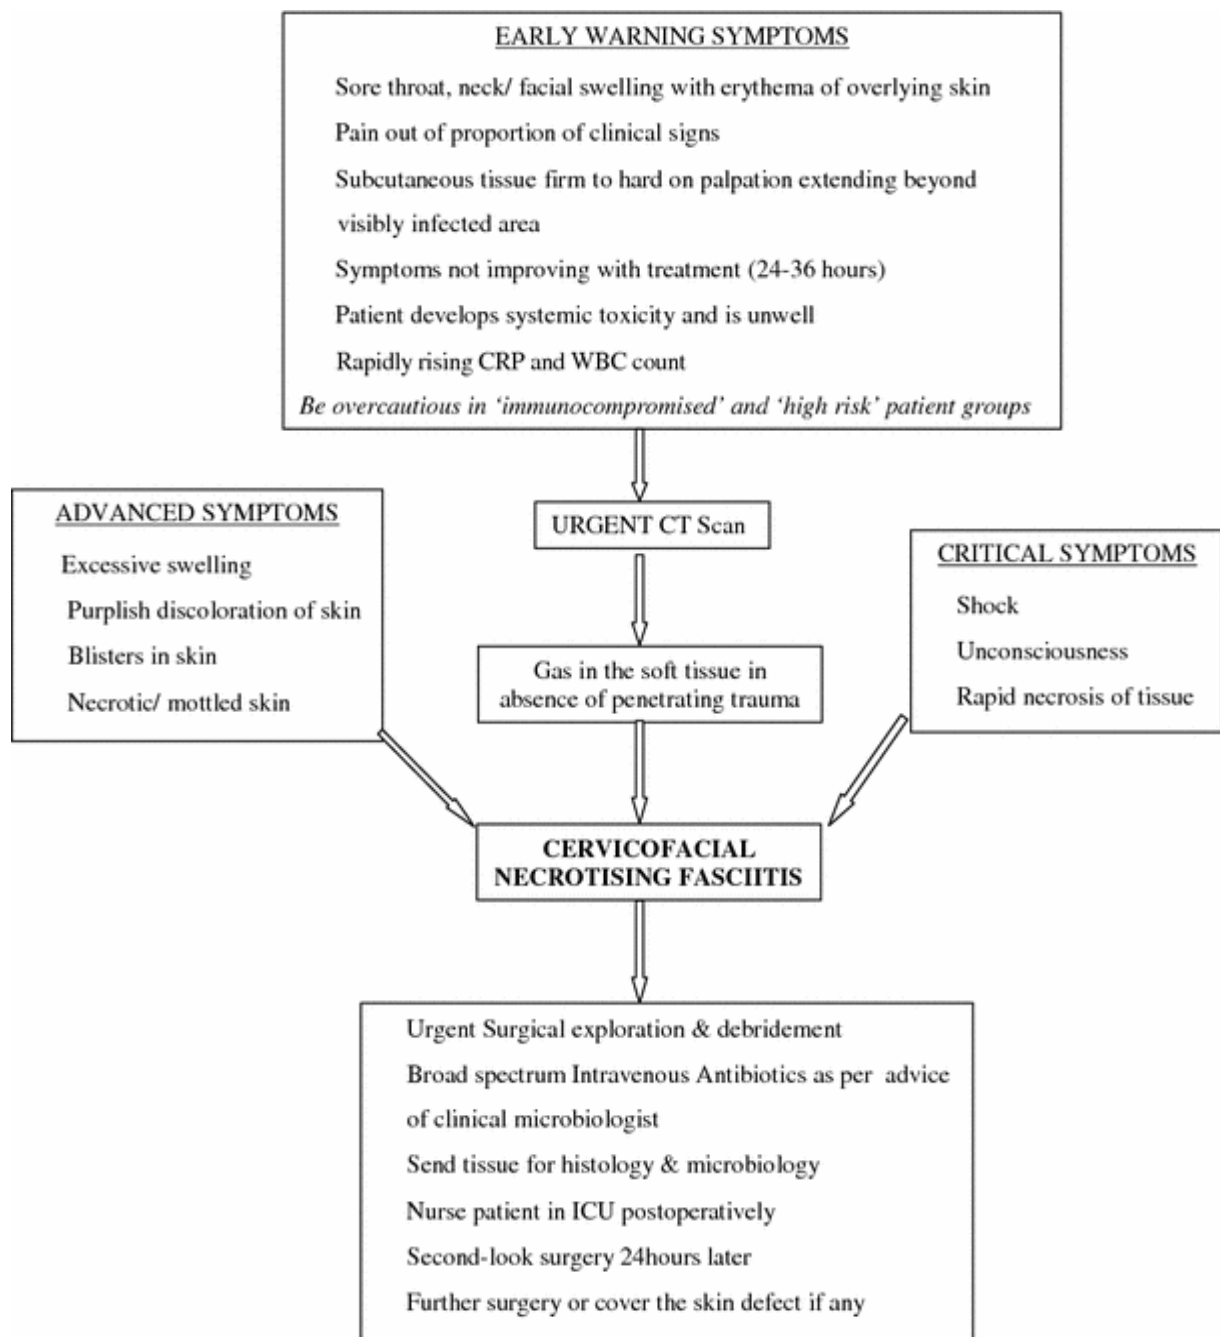 EARLY WARNING SYMPTOMS
Sore throat, neck/ facial swelling with erythema of overlying skin
Pain out of proportion of clinical signs
Subcutaneous tissue firm to hard on palpation extending beyond
visibly infected area
Symptoms not improving with treatment (24-36 hours)
Patient develops systemic toxicity and is unwell
Rapidly rising CRP and WBC count
Be overcautious in ‘immunocompromised’ and ‘high risk’ patient groups
ADVANCED SYMPTOMS
Excessive swelling
Purplish discoloration of skin
Blisters in skin
Necrotic/ mottled skin
URGENT CT Scan
Gas in the soft tissue in
absence of penetrating trauma
CRITICAL SYMPTOMS
Shock
Unconsciousness
Rapid necrosis of tissue
CERVICOFACIAL
NECROTISING FASCIITIS
Urgent Surgical exploration & debridement
Broad spectrum Intravenous Antibiotics as per advice
of clinical microbiologist
Send tissue for histology & microbiology
Nurse patient in ICU postoperatively
Second-look surgery 24hours later
Further surgery or cover the skin defect if any